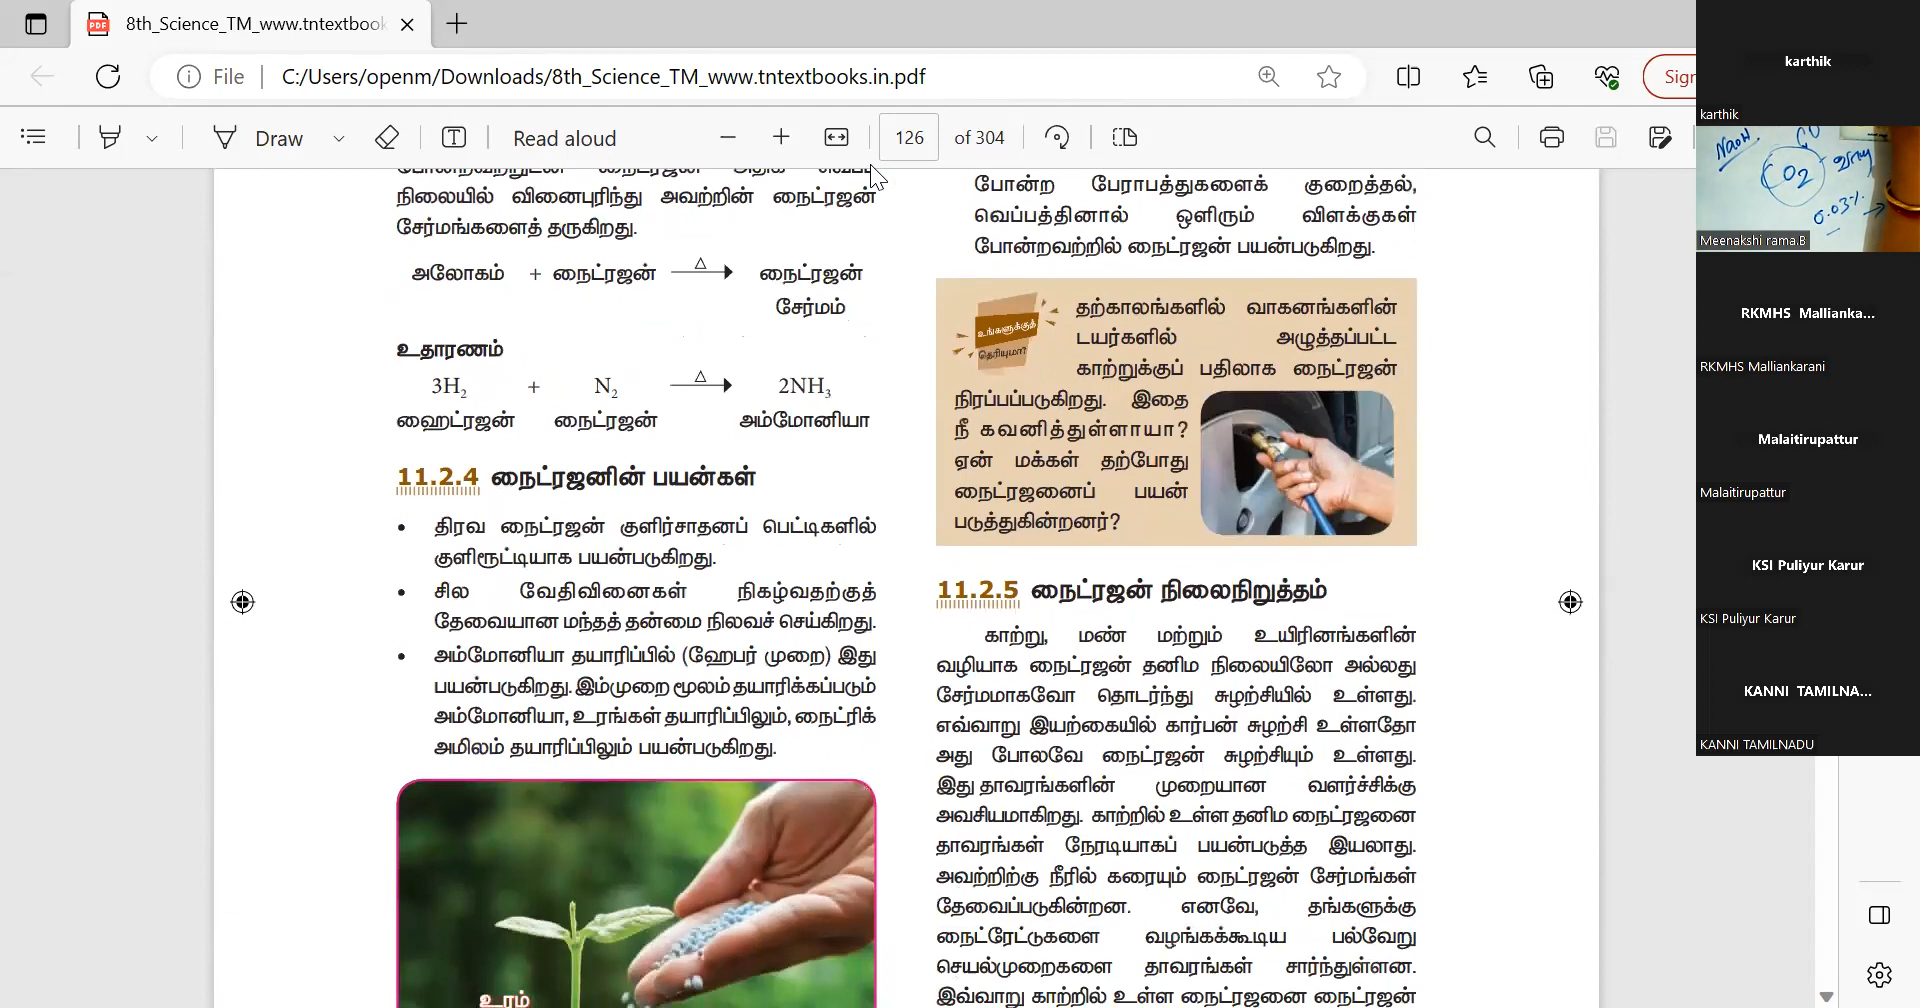 8th_Science_TM_www.tntextbook
File
C:/Users/openm/Downloads/8th_Science_TM_www.tntextbooks.in.pdf
Sign
Draw
Read aloud
126
of 304
நிலையில் வினைபுரிந்து அவற்றின் நைட்ரஜன்
சேர்மங்களைத் தருகிறது.
அலோகம் + நைட்ரஜன் Δ நைட்ரஜன்
சேர்மம்
உதாரணம்
3H₂ + N₂ Δ 2NH₃
ஹைட்ரஜன் நைட்ரஜன் அம்மோனியா
11.2.4 நைட்ரஜனின் பயன்கள்
• திரவ நைட்ரஜன் குளிர்சாதனப் பெட்டிகளில்
குளிரூட்டியாக பயன்படுகிறது.
• சில வேதிவினைகள் நிகழ்வதற்குத்
தேவையான மந்தத் தன்மை நிலவச் செய்கிறது.
• அம்மோனியா தயாரிப்பில் (ஹேபர் முறை) இது
பயன்படுகிறது. இம்முறை மூலம் தயாரிக்கப்படும்
அம்மோனியா, உரங்கள் தயாரிப்பிலும், நைட்ரிக்
அமிலம் தயாரிப்பிலும் பயன்படுகிறது.
உரம்
போன்ற பேராபத்துகளைக் குறைத்தல்,
வெப்பத்தினால் ஒளிரும் விளக்குகள்
போன்றவற்றில் நைட்ரஜன் பயன்படுகிறது.
உங்களுக்குத்
தெரியுமா?
தற்காலங்களில் வாகனங்களின்
டயர்களில் அழுத்தப்பட்ட
காற்றுக்குப் பதிலாக நைட்ரஜன்
நிரப்பப்படுகிறது. இதை
நீ கவனித்துள்ளாயா?
ஏன் மக்கள் தற்போது
நைட்ரஜனைப் பயன்
படுத்துகின்றனர்?
11.2.5 நைட்ரஜன் நிலைநிறுத்தம்
காற்று, மண் மற்றும் உயிரினங்களின்
வழியாக நைட்ரஜன் தனிம நிலையிலோ அல்லது
சேர்மமாகவோ தொடர்ந்து சுழற்சியில் உள்ளது.
எவ்வாறு இயற்கையில் கார்பன் சுழற்சி உள்ளதோ
அது போலவே நைட்ரஜன் சுழற்சியும் உள்ளது.
இது தாவரங்களின் முறையான வளர்ச்சிக்கு
அவசியமாகிறது. காற்றில் உள்ள தனிம நைட்ரஜனை
தாவரங்கள் நேரடியாகப் பயன்படுத்த இயலாது.
அவற்றிற்கு நீரில் கரையும் நைட்ரஜன் சேர்மங்கள்
தேவைப்படுகின்றன. எனவே, தங்களுக்கு
நைட்ரேட்டுகளை வழங்கக்கூடிய பல்வேறு
செயல்முறைகளை தாவரங்கள் சார்ந்துள்ளன.
இவ்வாறு காற்றில் உள்ள நைட்ரஜனை நைட்ரஜன்
karthik
karthik
NaOH
CO₂
0.03%
Meenakshi rama.B
RKMHS Mallianka...
RKMHS Malliankarani
Malaitirupattur
Malaitirupattur
KSI Puliyur Karur
KSI Puliyur Karur
KANNI TAMILNA...
KANNI TAMILNADU